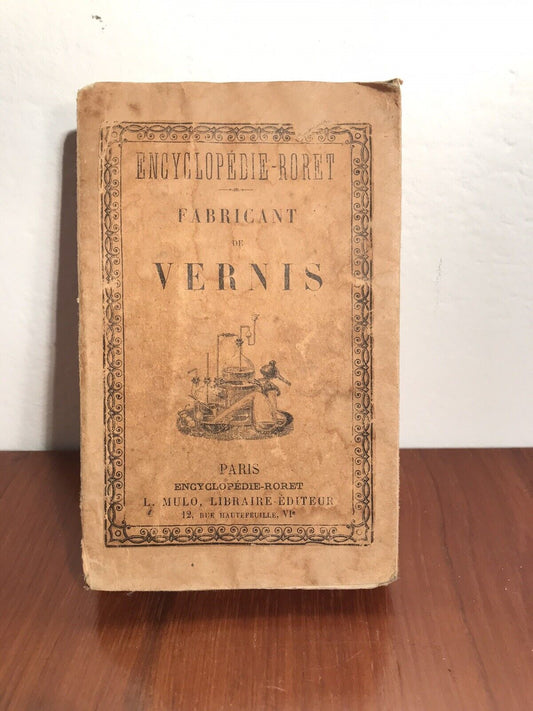 ENCYCLOPÉDIE-RORET
FABRICANT
DE
VERNIS
PARIS
ENCYCLOPÉDIE-RORET
L. MULO, LIBRAIRE-ÉDITEUR
12, RUE HAUTEFEUILLE, VIᵉ